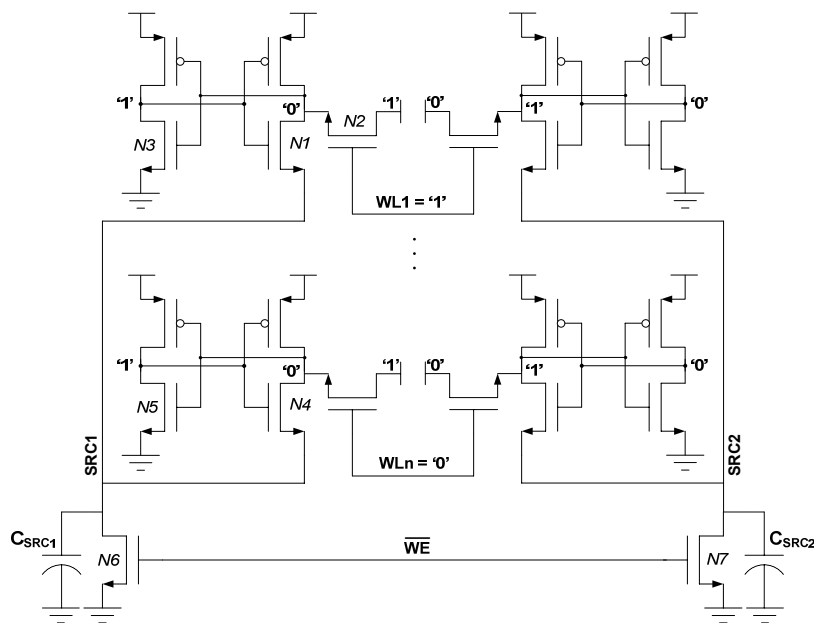 ‘1’ ‘0’ N2 ‘1’ ‘0’ ‘1’ ‘0’
N3 N1
WL1 = ‘1’
‘1’ ‘0’ ‘1’ ‘0’ ‘1’ ‘0’
N5 N4
WLn = ‘0’
SRC1 SRC2
CSRC1 N6 WE N7 CSRC2